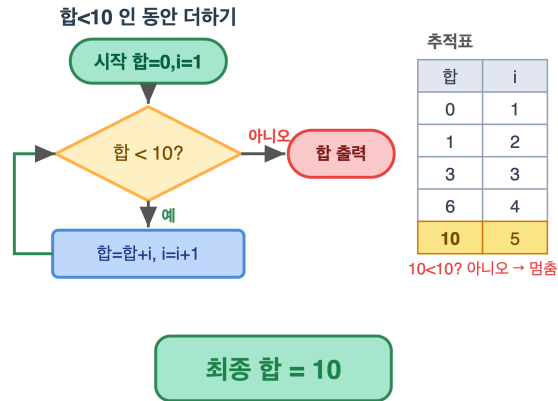 합<10 인 동안 더하기
시작 합=0,i=1
합 < 10?
아니오
합 출력
예
합=합+i, i=i+1
추적표
합 i
0 1
1 2
3 3
6 4
10 5
10<10? 아니오 → 멈춤
최종 합 = 10